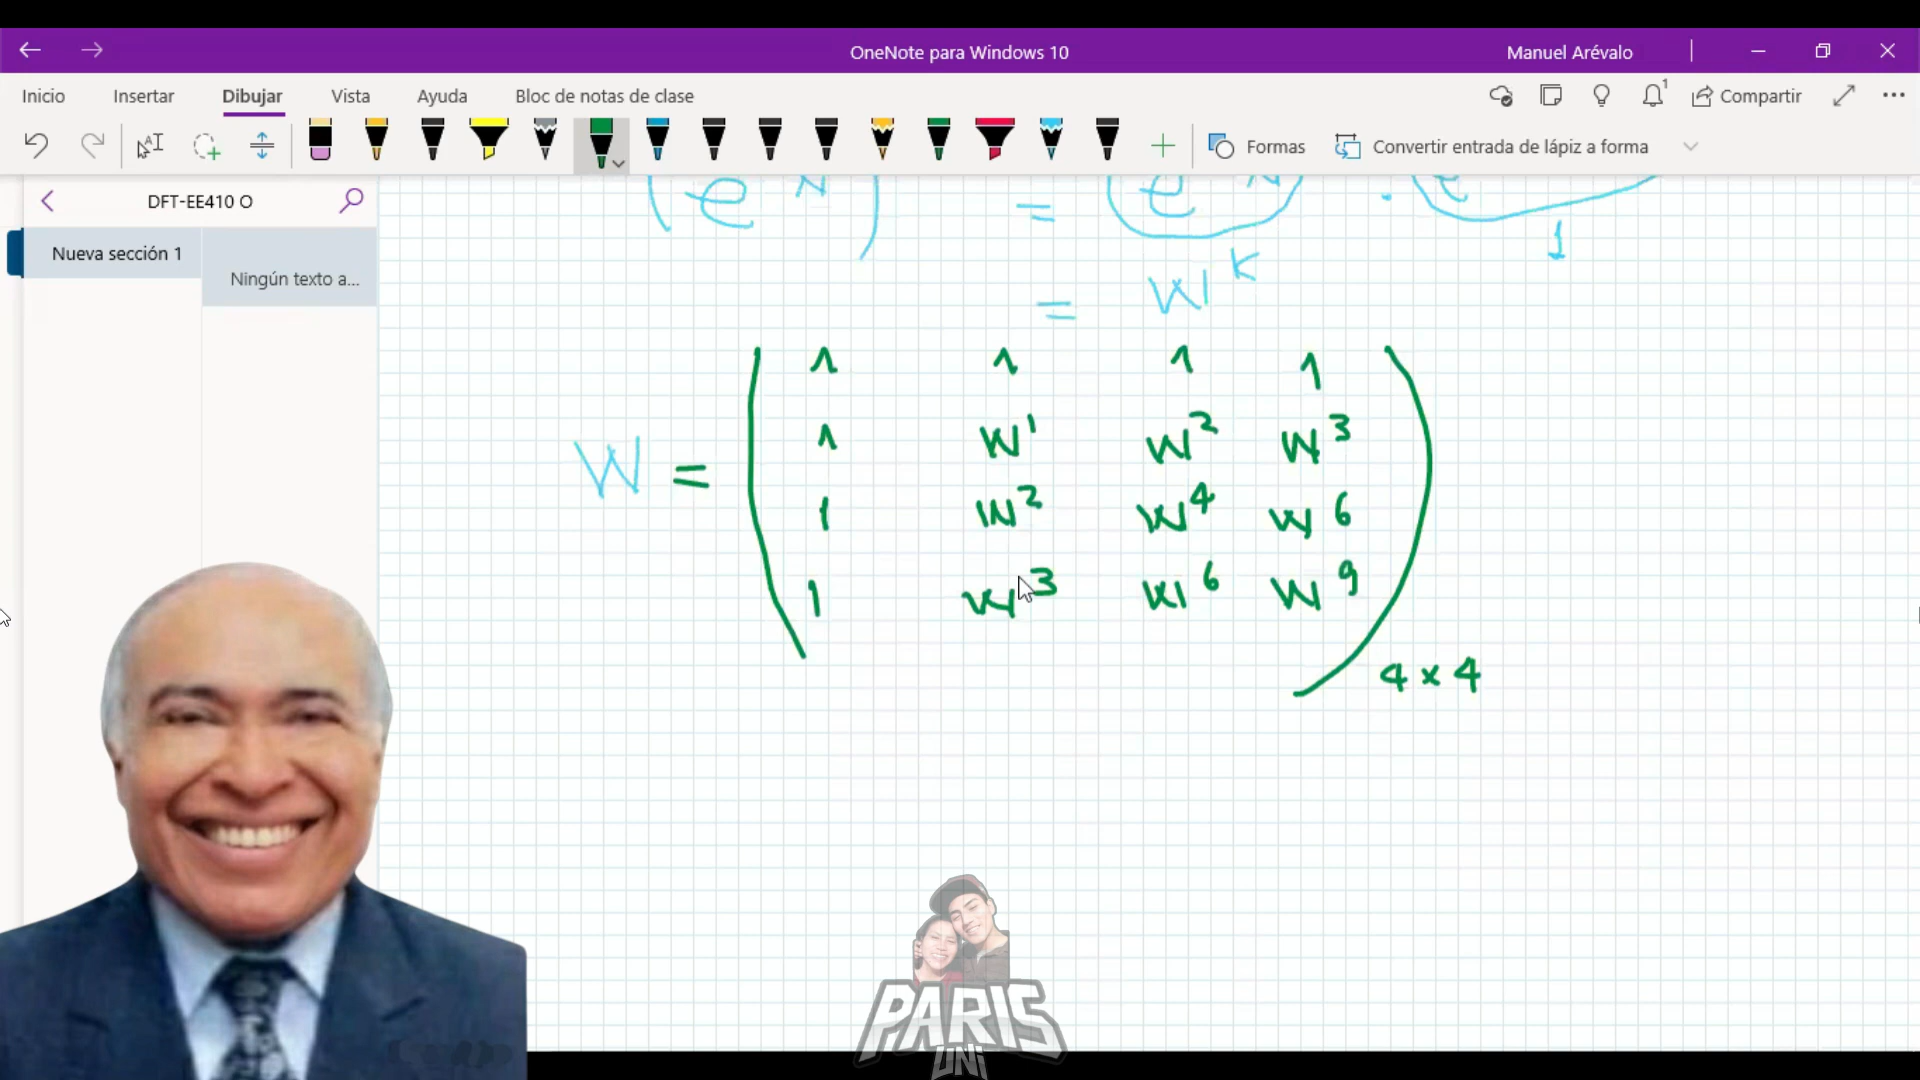 OneNote para Windows 10
Manuel Arévalo
Inicio Insertar Dibujar Vista Ayuda Bloc de notas de clase 1 Compartir
Formas Convertir entrada de lápiz a forma
DFT-EE410 O
Nueva sección 1
Ningún texto a...
(e N) = e N . e
1
= W^K
1 1 1 1
1 W^1 W^2 W^3
W =
1 W^2 W^4 W^6
1 W^3 W^6 W^9
4 x 4
PARIS
UNI